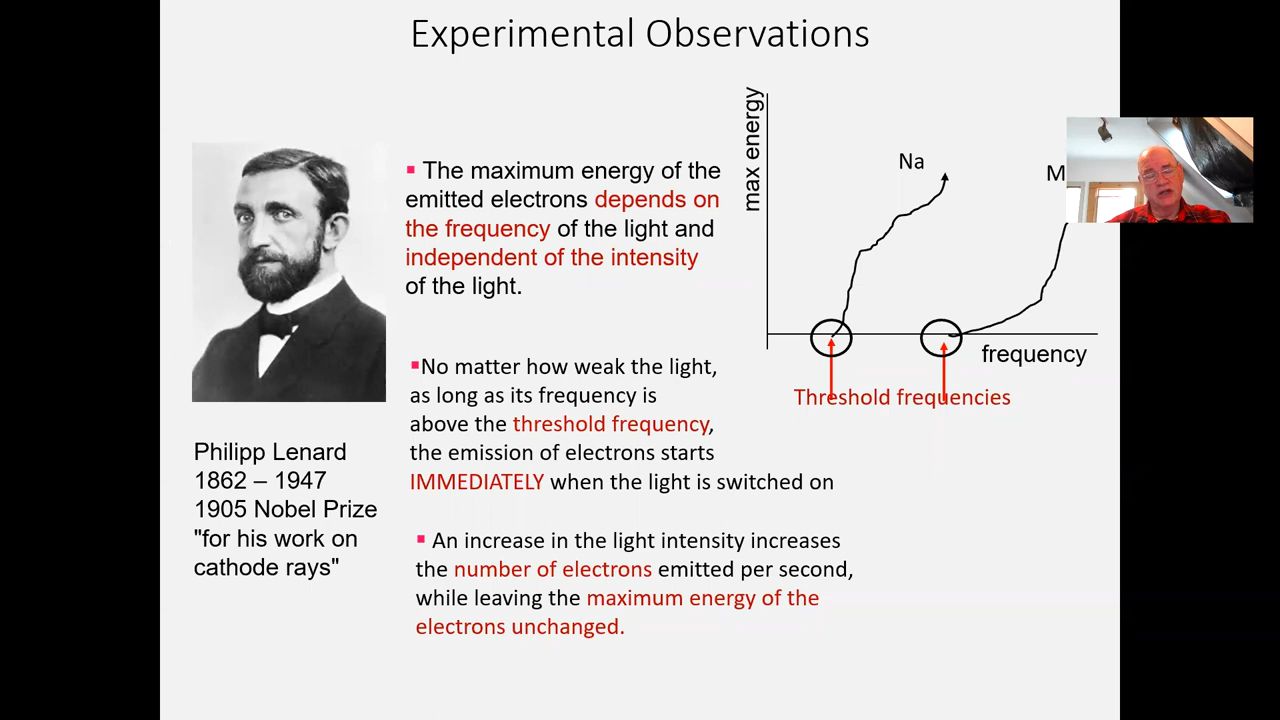 Experimental Observations
▪ The maximum energy of the
emitted electrons depends on
the frequency of the light and
independent of the intensity
of the light.
▪No matter how weak the light,
as long as its frequency is
above the threshold frequency,
the emission of electrons starts
IMMEDIATELY when the light is switched on
▪ An increase in the light intensity increases
the number of electrons emitted per second,
while leaving the maximum energy of the
electrons unchanged.
Philipp Lenard
1862 – 1947
1905 Nobel Prize
"for his work on
cathode rays"
max energy
Na
frequency
Threshold frequencies